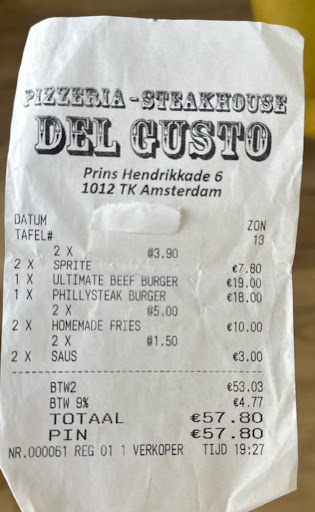 PIZZERIA-STEAKHOUSE
DEL GUSTO
Prins Hendrikkade 6
1012 TK Amsterdam
DATUM ZON
TAFEL# 13
2 X @3.90
2 X SPRITE €7.80
1 X ULTIMATE BEEF BURGER €19.00
1 X PHILLYSTEAK BURGER €18.00
2 X @5.00
2 X HOMEMADE FRIES €10.00
2 X @1.50
2 X SAUS €3.00
BTW2 €53.03
BTW 9% €4.77
TOTAAL €57.80
PIN €57.80
NR.000061 REG 01 1 VERKOPER TIJD 19:27